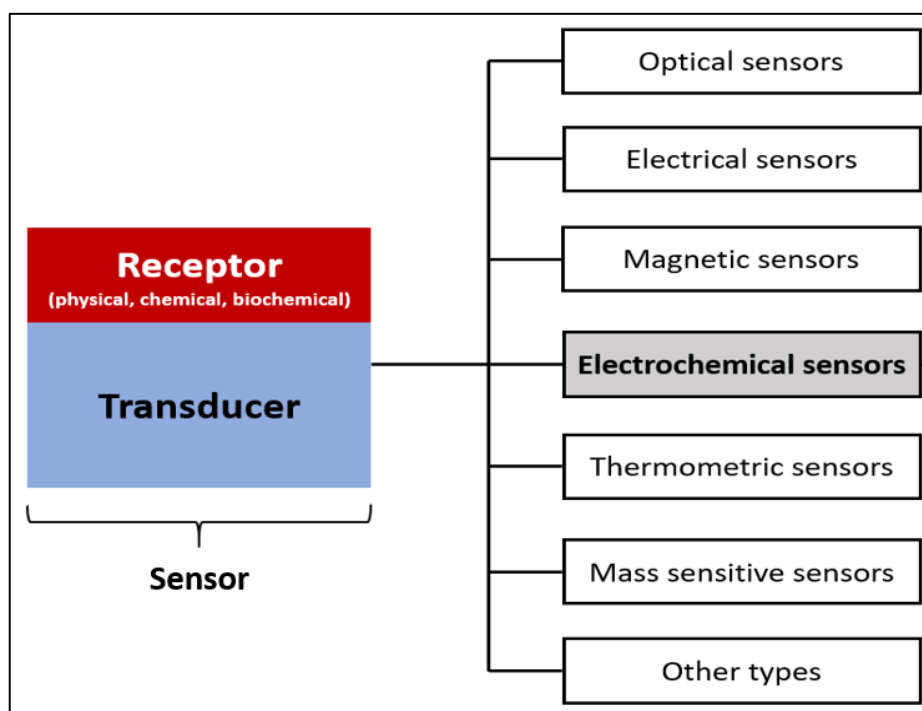 Receptor
(physical, chemical, biochemical)
Transducer
Sensor
Optical sensors
Electrical sensors
Magnetic sensors
Electrochemical sensors
Thermometric sensors
Mass sensitive sensors
Other types